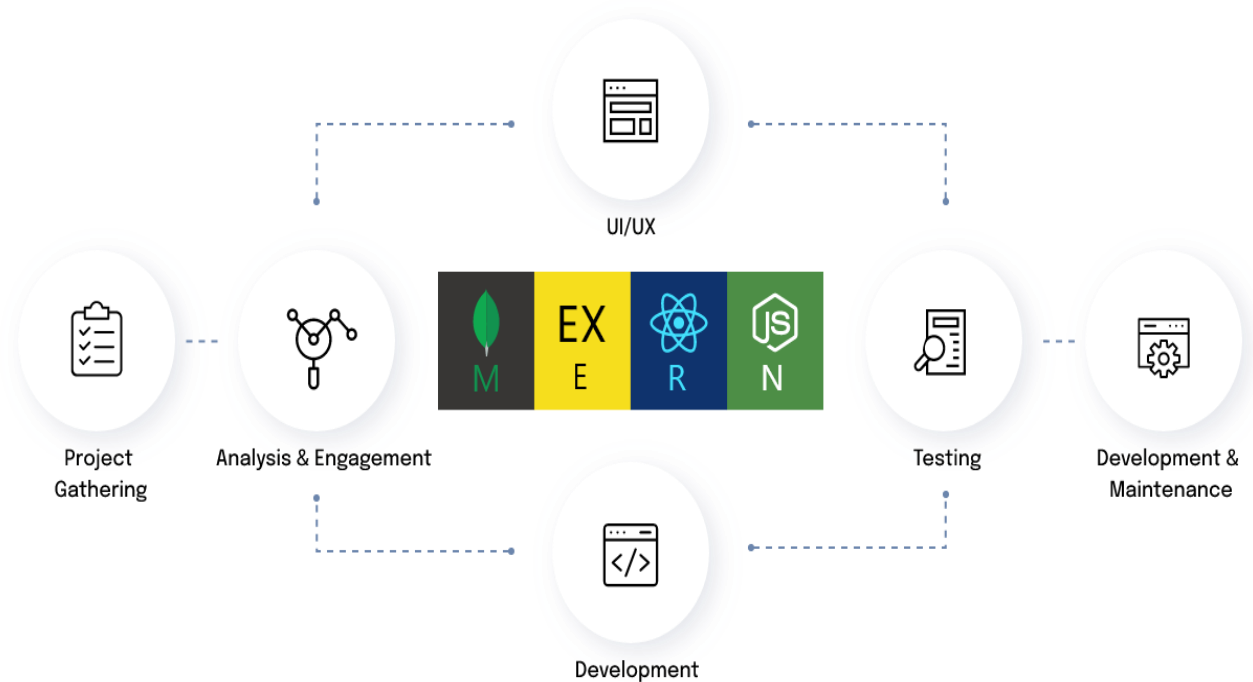 UI/UX
EX
JS
M E R N
Project
Gathering
Analysis & Engagement
Testing
Development &
Maintenance
</>
Development